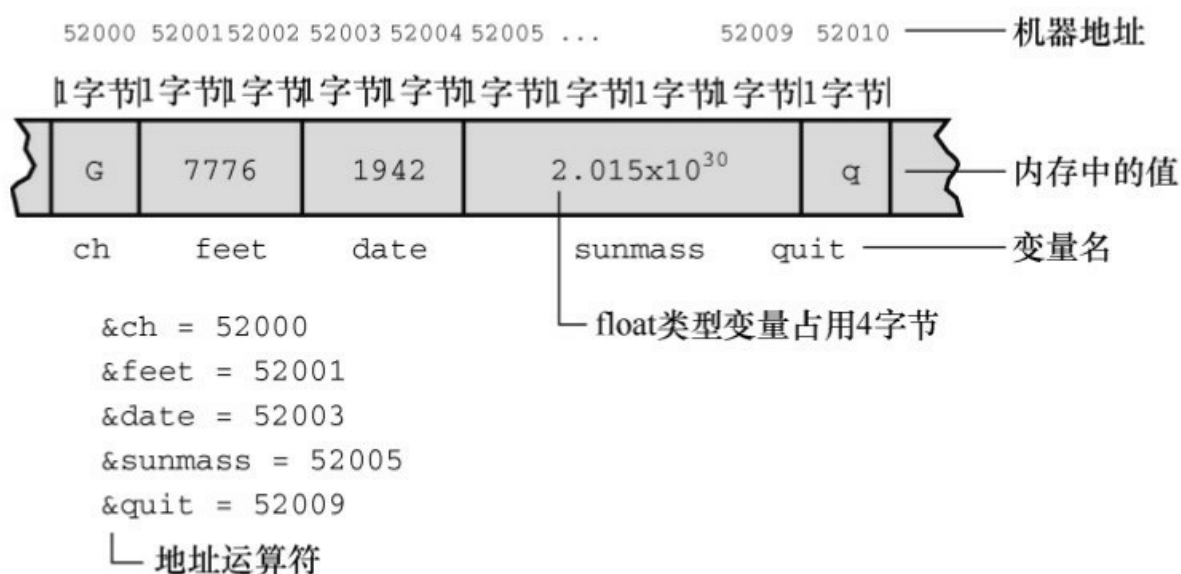 52000 52001 52002 52003 52004 52005 ... 52009 52010 机器地址
1字节 1字节 1字节 1字节 1字节 1字节 1字节 1字节 1字节 1字节
G 7776 1942 2.015x10³⁰ q 内存中的值
ch feet date sunmass quit 变量名
&ch = 52000 float类型变量占用4字节
&feet = 52001
&date = 52003
&sunmass = 52005
&quit = 52009
地址运算符